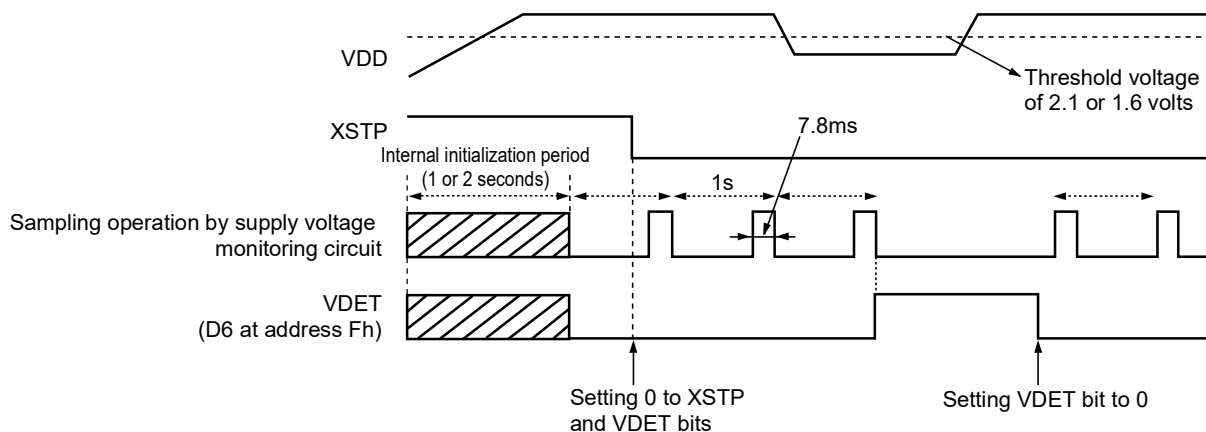 VDD
Threshold voltage
of 2.1 or 1.6 volts
XSTP
7.8ms
Internal initialization period
(1 or 2 seconds)
1s
Sampling operation by supply voltage
monitoring circuit
VDET
(D6 at address Fh)
Setting 0 to XSTP
and VDET bits
Setting VDET bit to 0